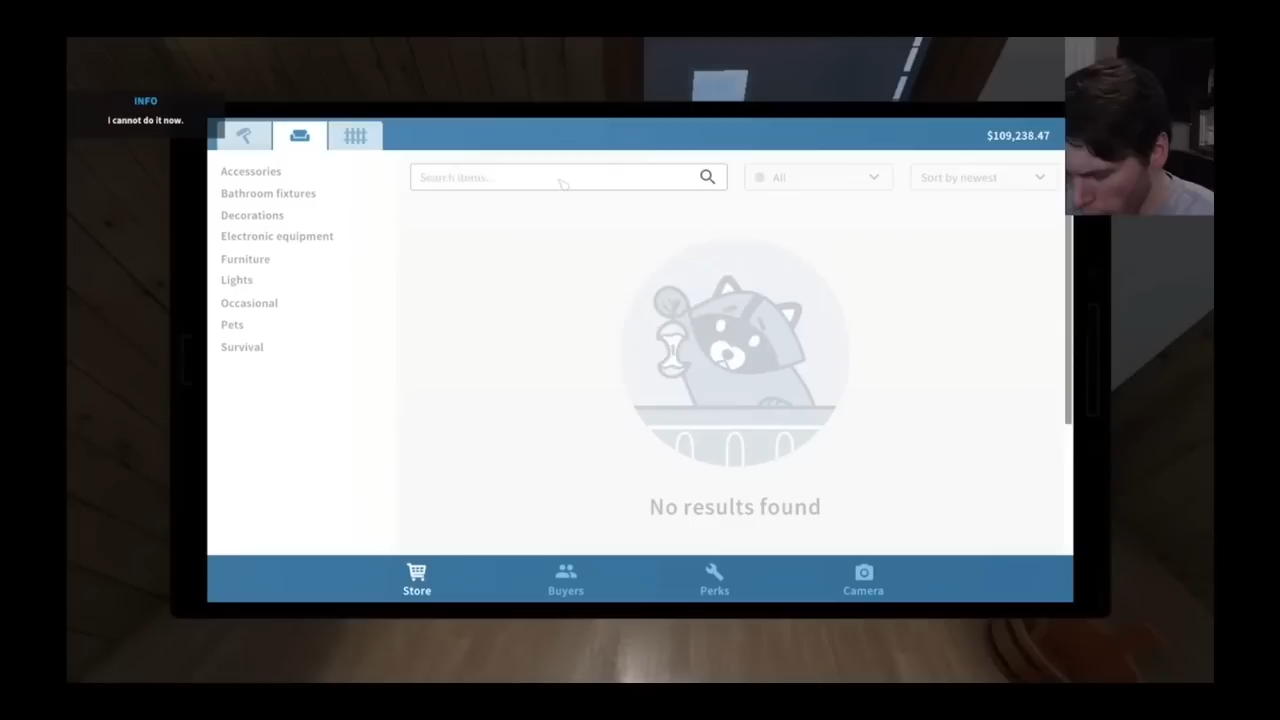 INFO
I cannot do it now.
$109,238.47
Accessories
Bathroom fixtures
Decorations
Electronic equipment
Furniture
Lights
Occasional
Pets
Survival
Search items...
All
Sort by newest
No results found
Store
Buyers
Perks
Camera